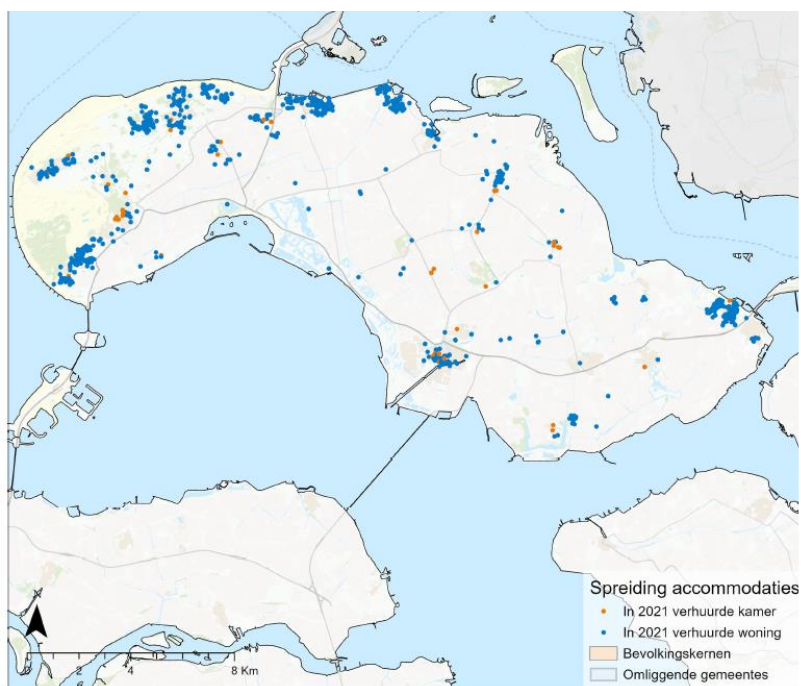 Spreiding accommodaties
In 2021 verhuurde kamer
In 2021 verhuurde woning
Bevolkingskernen
Omliggende gemeentes
0 2 4 8 Km